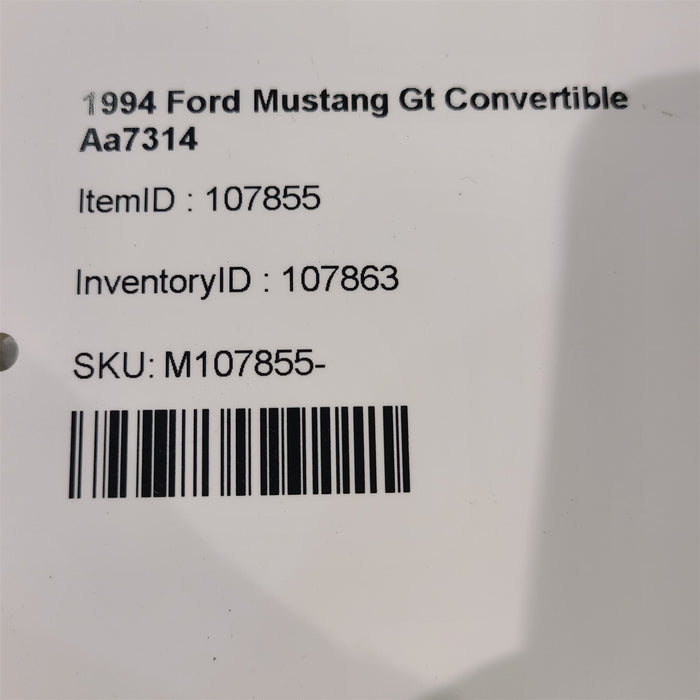 1994 Ford Mustang Gt Convertible
Aa7314
ItemID : 107855
InventoryID : 107863
SKU: M107855-